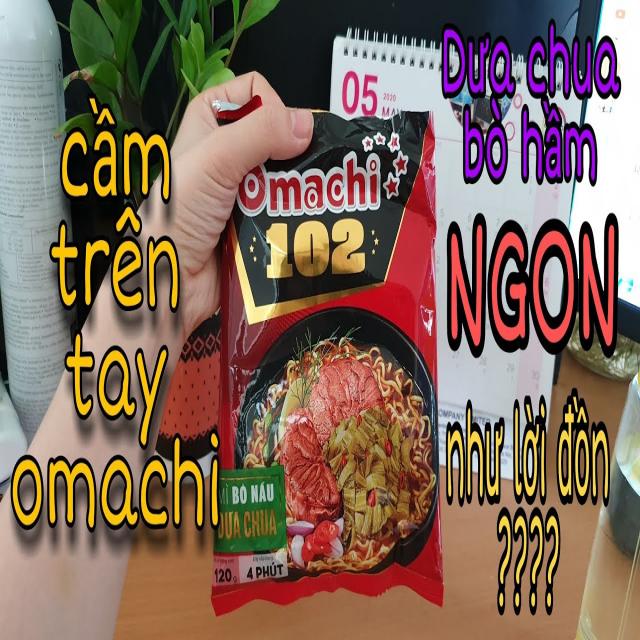 cầm
trên
tay
omachi
Dưa chua
bò hầm
NGON
như lời đồn
????
05
2020
Omachi
102
BÒ NẤU
DƯA CHUA
120g
4 PHÚT